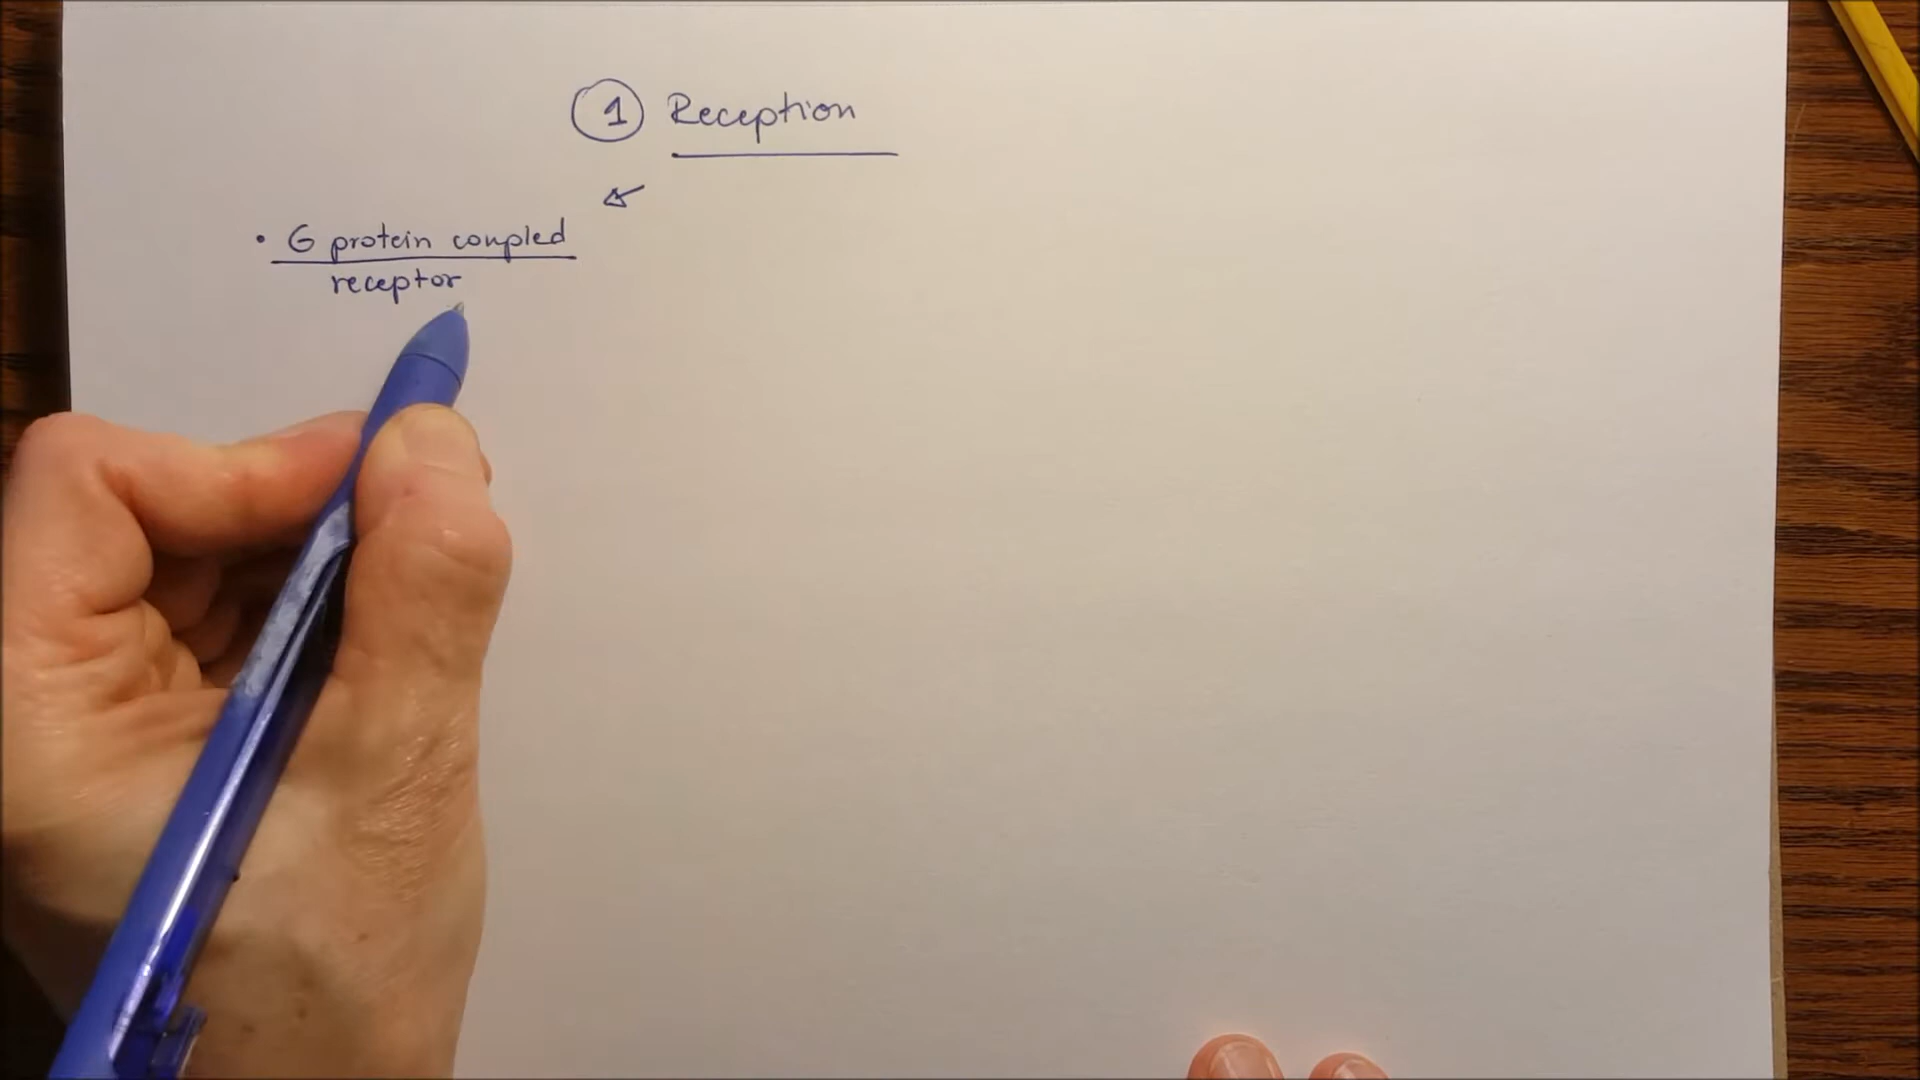 1 Reception
• G protein coupled
receptor